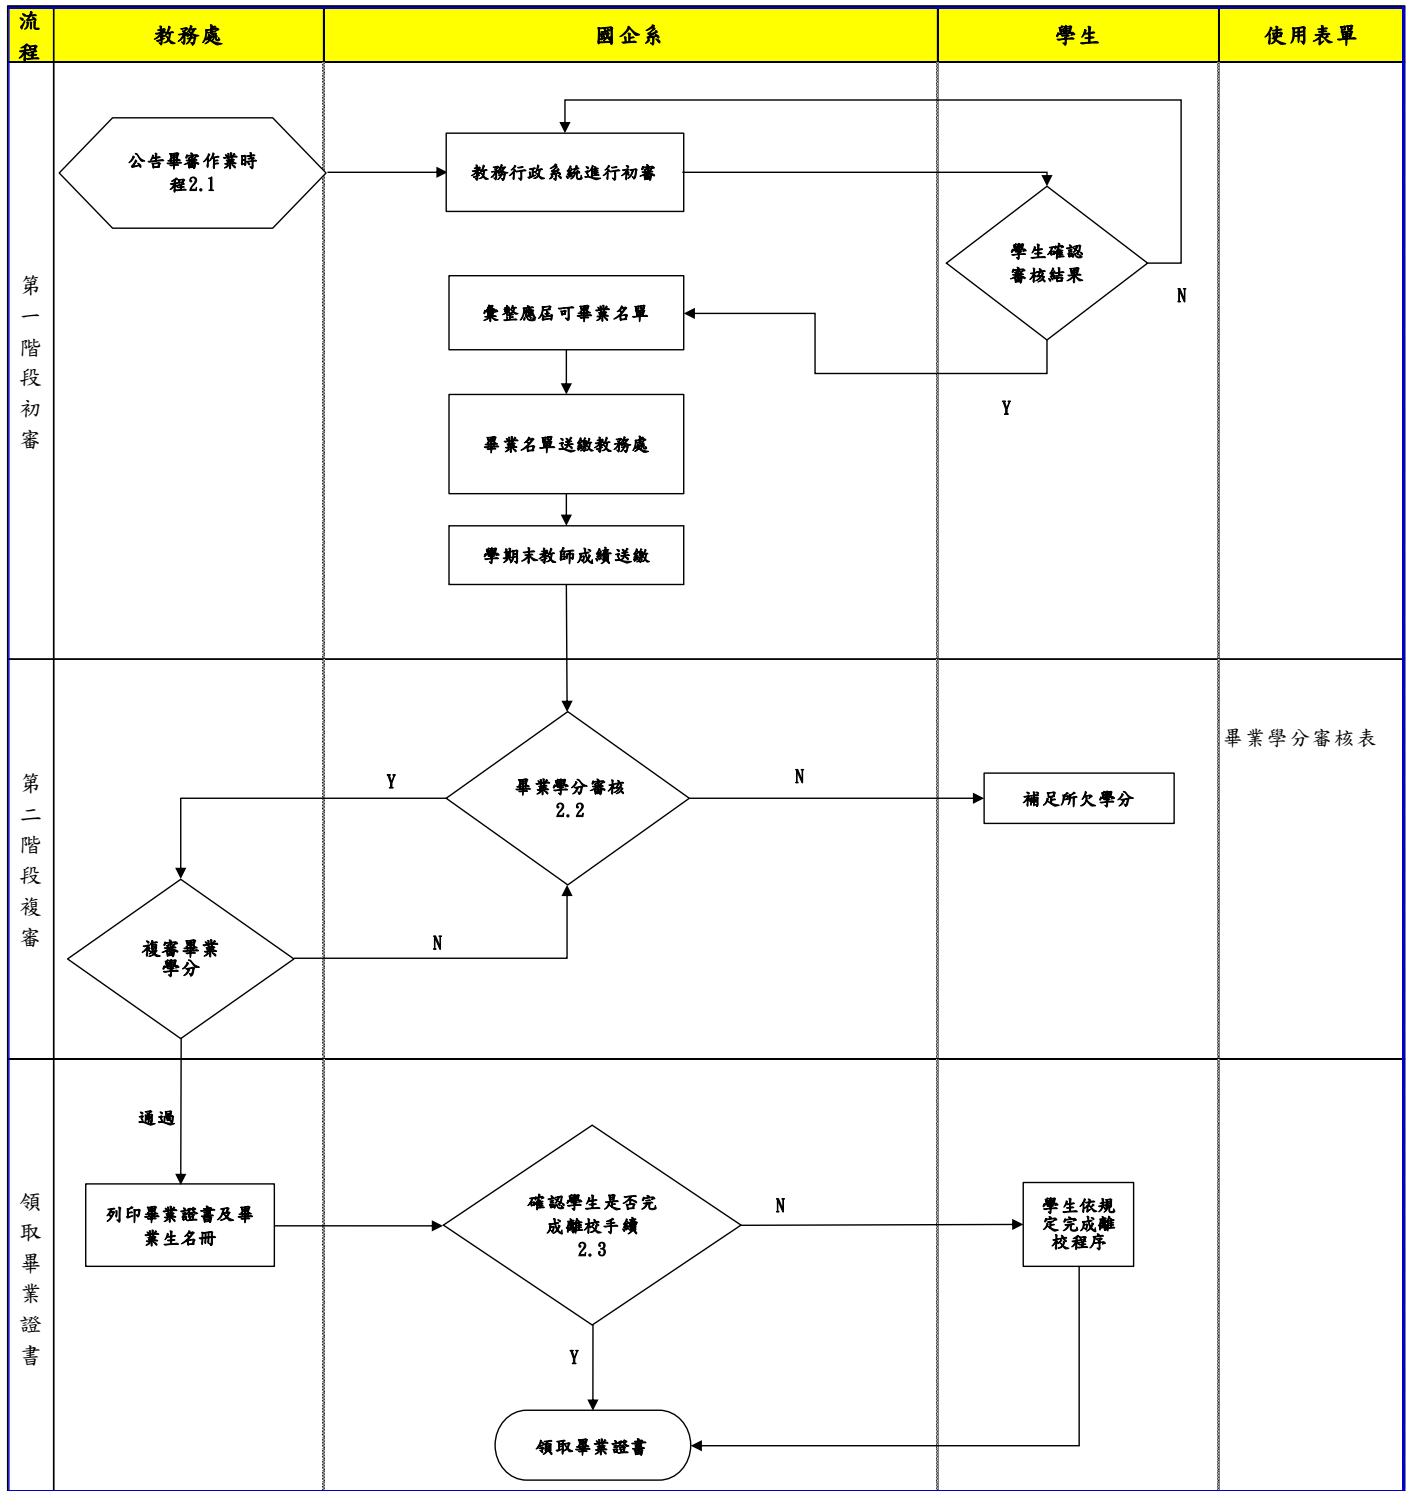 流程
教務處
國企系
學生
使用表單
第一階段初審
公告畢審作業時
程2.1
教務行政系統進行初審
學生確認
審核結果
N
彙整應屆可畢業名單
Y
畢業名單送繳教務處
學期末教師成績送繳
第二階段複審
畢業學分審核表
Y
畢業學分審核
2.2
N
補足所欠學分
複審畢業
學分
N
領取畢業證書
通過
列印畢業證書及畢
業生名冊
確認學生是否完
成離校手續
2.3
N
學生依規
定完成離
校程序
Y
領取畢業證書